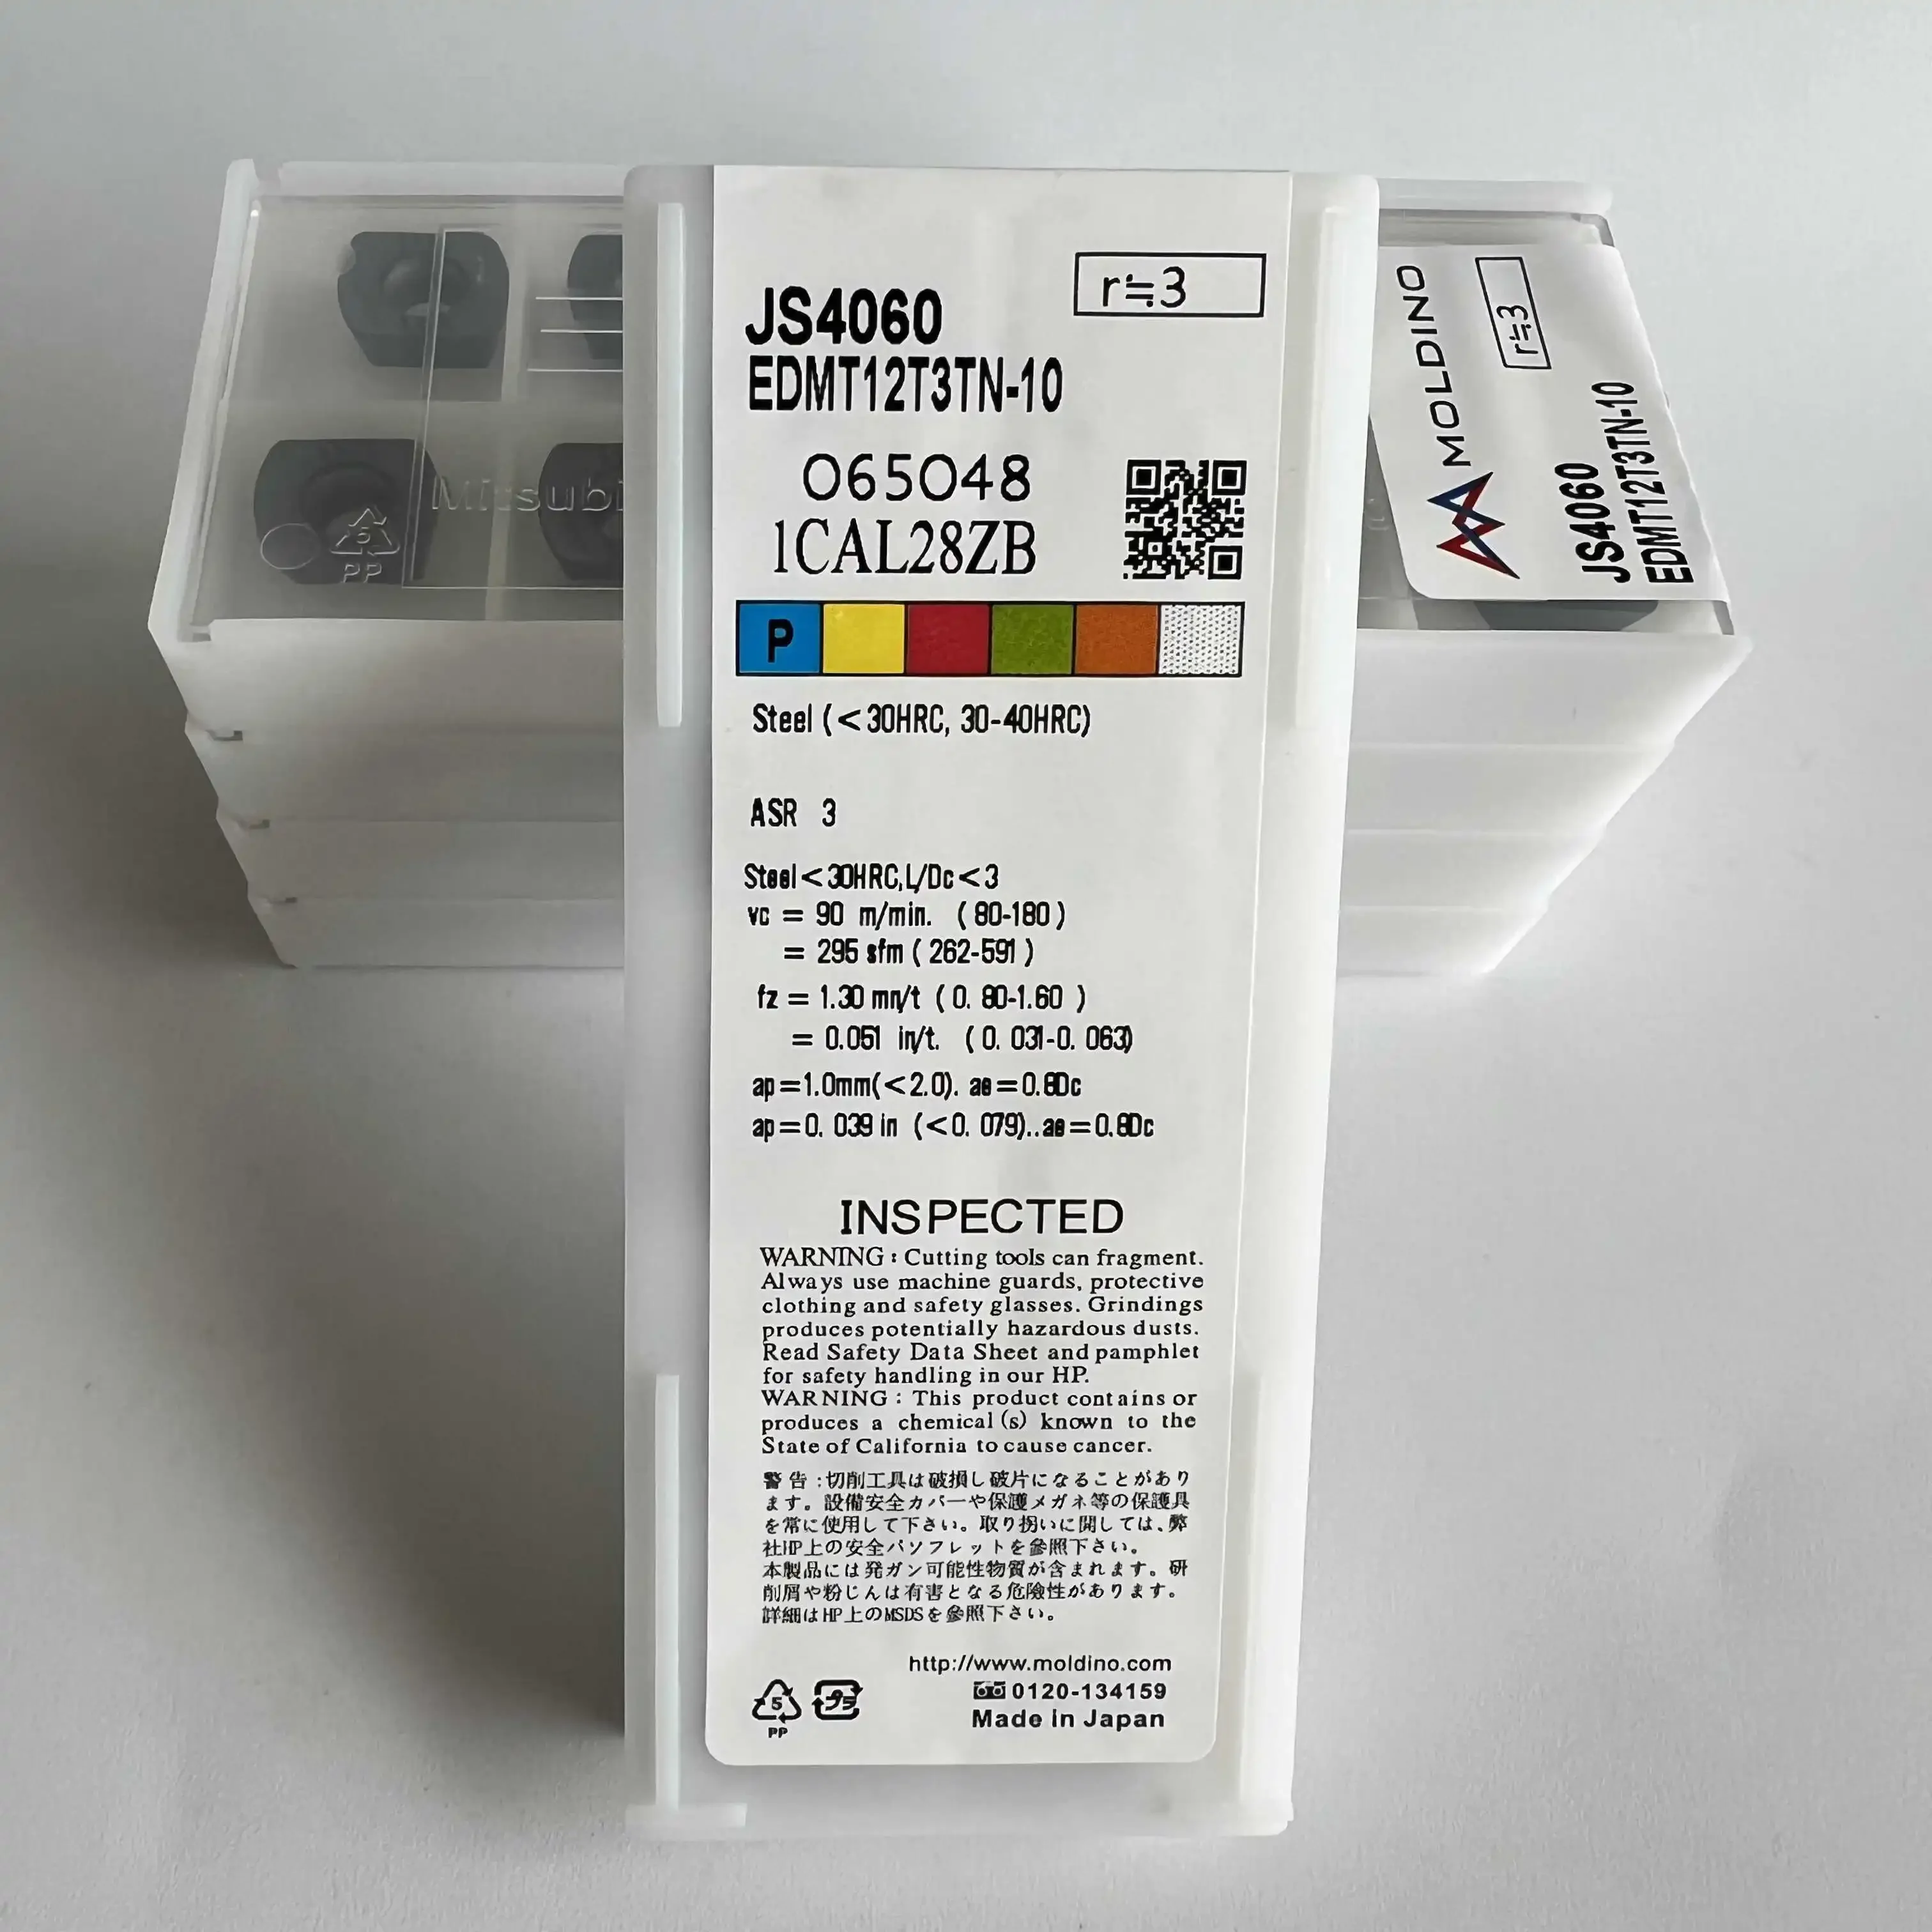 r≒3
JS4060
EDMT12T3TN-10
O65O48
1CAL28ZB
P
Steel (<30HRC, 30-40HRC)
ASR 3
Steel<30HRC,L/Dc<3
vc = 90 m/min. (80-180)
= 295 sfm (262-591)
fz = 1.30 mm/t (0. 80-1.60 )
= 0.051 in/t. (0. 031-0. 063)
ap=1.0mm(<2.0). ae=0.8Dc
ap=0. 039 in (<0. 079)..ae=0.8Dc
INSPECTED
WARNING : Cutting tools can fragment.
Always use machine guards, protective
clothing and safety glasses. Grindings
produces potentially hazardous dusts.
Read Safety Data Sheet and pamphlet
for safety handling in our HP.
WARNING : This product contains or
produces a chemical (s) known to the
State of California to cause cancer.
警告:切削工具は破損し破片になることがあり
ます。設備安全カバーや保護メガネ等の保護具
を常に使用して下さい。取り拐いに関しては、弊
社HP上の安全パソフレットを參照下さい。
本製品には発ガン可能性物質が含まれます。研
削屑や粉じんは有害となる危險性があります。
詳細はHP上のMSDSを參照下さい。
http://www.moldino.com
0120-134159
Made in Japan
5
PP
プラ
MOLDINO
r≒3
JS4060
EDMT12T3TN-10
Mitsubi
5
PP